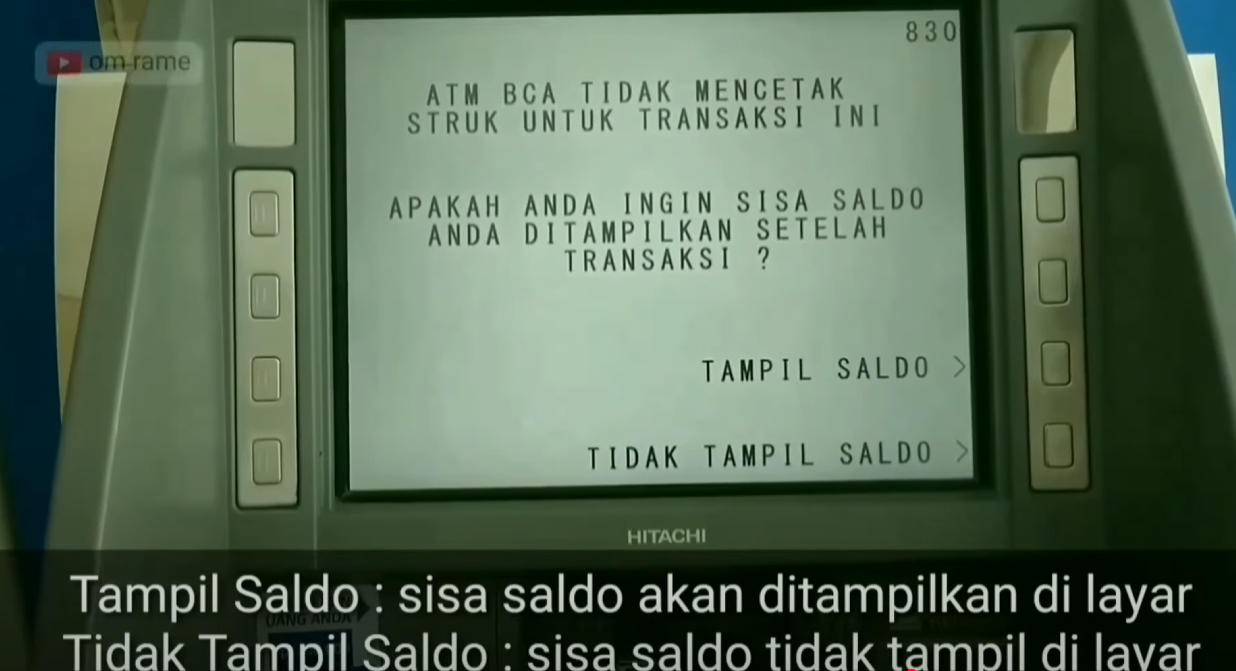 om-rame
830
ATM BCA TIDAK MENCETAK
STRUK UNTUK TRANSAKSI INI
APAKAH ANDA INGIN SISA SALDO
ANDA DITAMPILKAN SETELAH
TRANSAKSI ?
TAMPIL SALDO >
TIDAK TAMPIL SALDO >
HITACHI
Tampil Saldo : sisa saldo akan ditampilkan di layar
UANG ANDA
Tidak Tampil Saldo : sisa saldo tidak tampil di layar